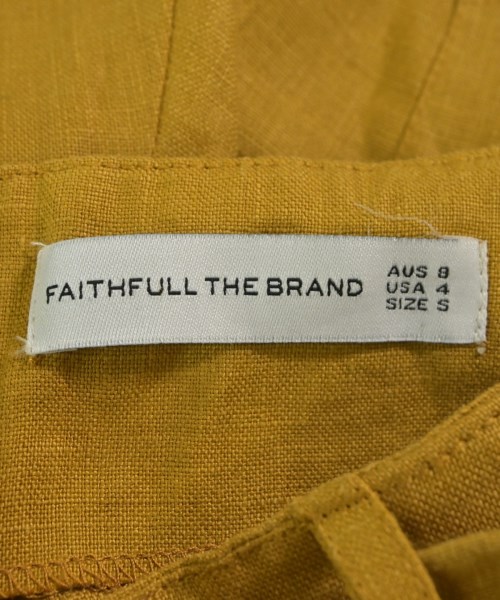 FAITHFULL THE BRAND
AUS 8
USA 4
SIZE S